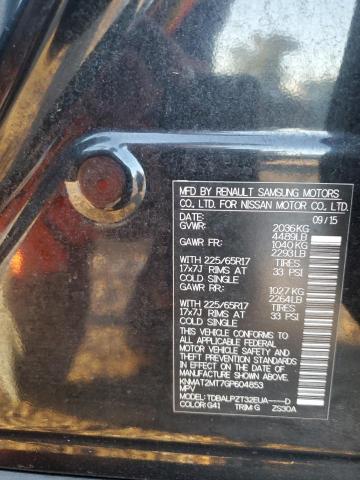 MFD BY RENAULT SAMSUNG MOTORS
CO., LTD. FOR NISSAN MOTOR CO., LTD.
DATE: 09/15
GVWR: 2036KG
4489LB
GAWR FR: 1040KG
2293LB
WITH 225/65R17 TIRES
17x7J RIMS AT 33 PSI
COLD SINGLE
GAWR RR: 1027KG
2264LB
WITH 225/65R17 TIRES
17x7J RIMS AT 33 PSI
COLD SINGLE
THIS VEHICLE CONFORMS TO
ALL APPLICABLE FEDERAL
MOTOR VEHICLE SAFETY, BUMPER,
AND THEFT PREVENTION STANDARDS
IN EFFECT ON THE DATE OF
MANUFACTURE SHOWN ABOVE.
KNMAT2MT7GP604853
MPV
MODEL: TDBALPZT32EUA----D
COLOR: G41 TRIM: G ZS30A